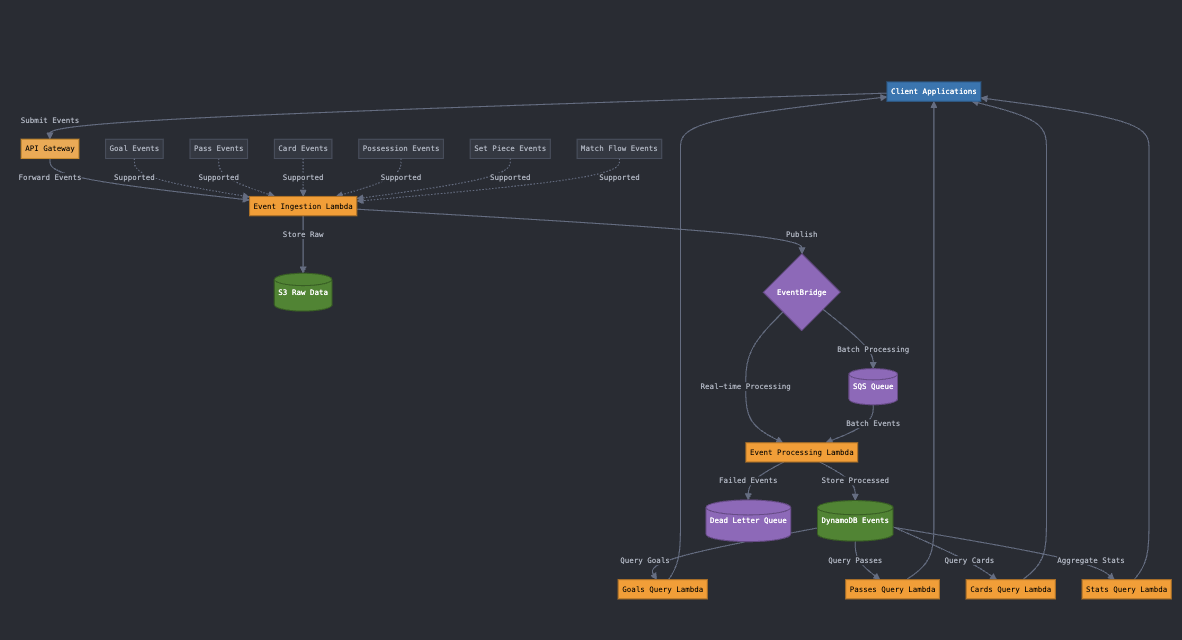 Client Applications
Submit Events
API Gateway
Goal Events
Pass Events
Card Events
Possession Events
Set Piece Events
Match Flow Events
Forward Events
Supported
Supported
Supported
Supported
Supported
Supported
Event Ingestion Lambda
Store Raw
Publish
S3 Raw Data
EventBridge
Batch Processing
Real-time Processing
SQS Queue
Batch Events
Event Processing Lambda
Failed Events
Store Processed
Dead Letter Queue
DynamoDB Events
Query Goals
Query Passes
Query Cards
Aggregate Stats
Goals Query Lambda
Passes Query Lambda
Cards Query Lambda
Stats Query Lambda